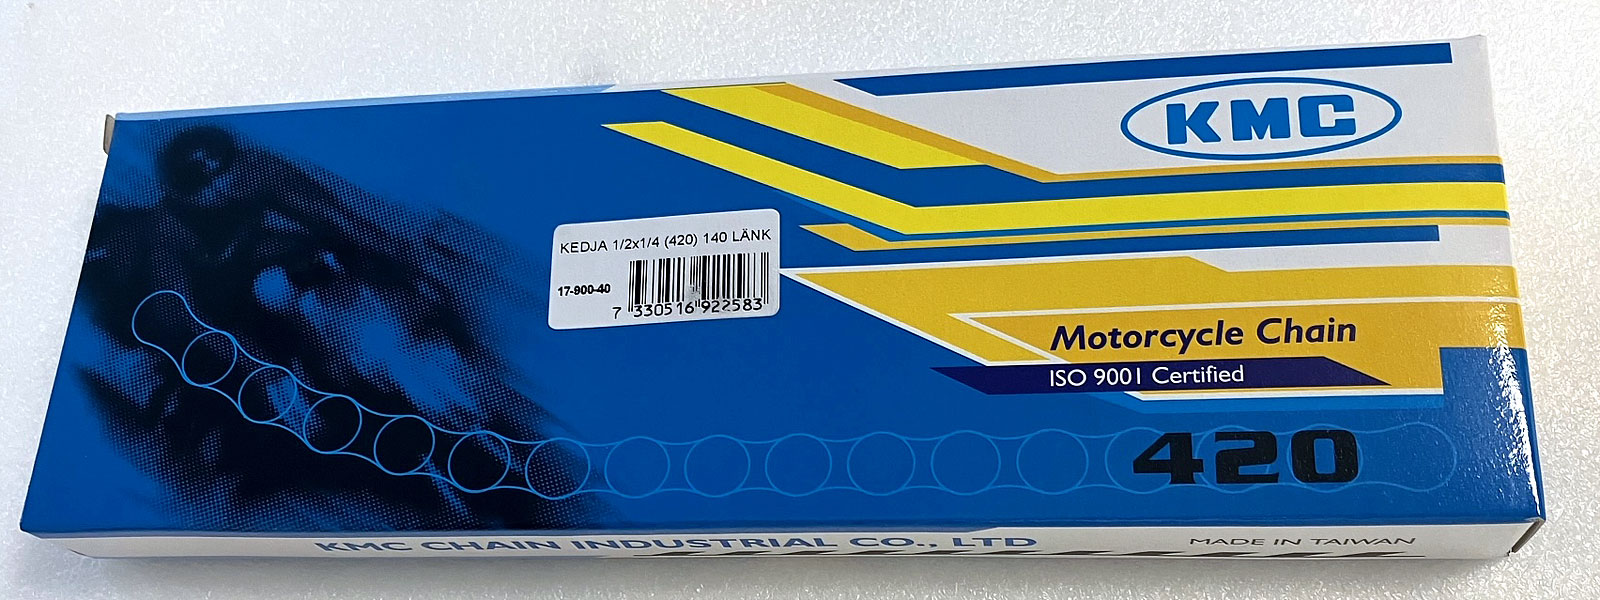 KMC
KEDJA 1/2x1/4 (420) 140 LÄNK
17-900-40
7 330516 922583
Motorcycle Chain
ISO 9001 Certified
420
KMC CHAIN INDUSTRIAL CO., LTD
MADE IN TAIWAN